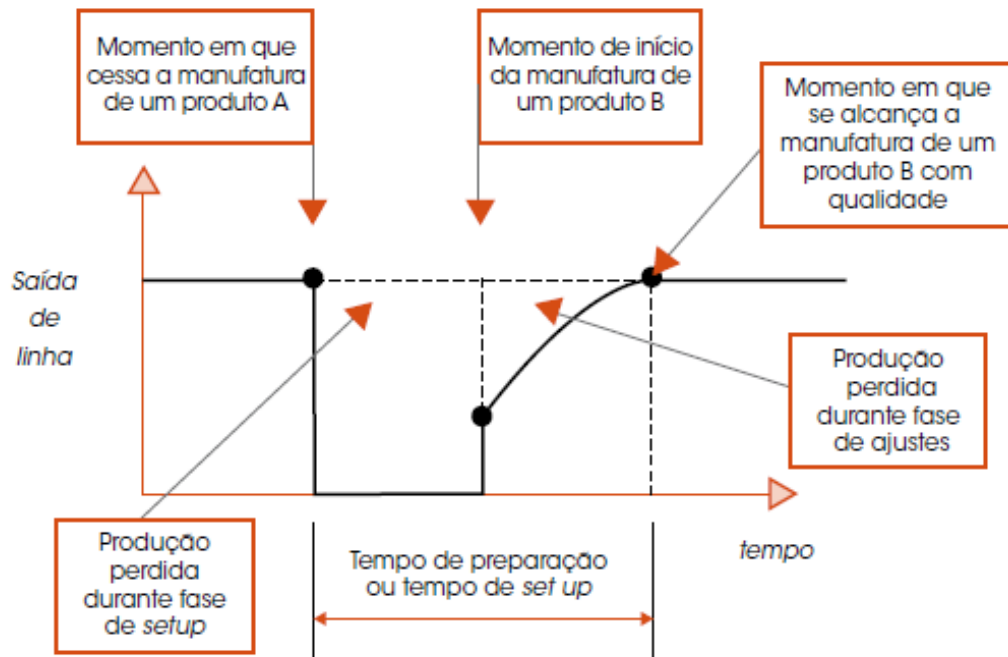 Momento em que
cessa a manufatura
de um produto A
Momento de início
da manufatura de
um produto B
Momento em que
se alcança a
manufatura de um
produto B com
qualidade
Saída
de
linha
Produção
perdida
durante fase
de ajustes
Produção
perdida
durante fase
de setup
Tempo de preparação
ou tempo de set up
tempo